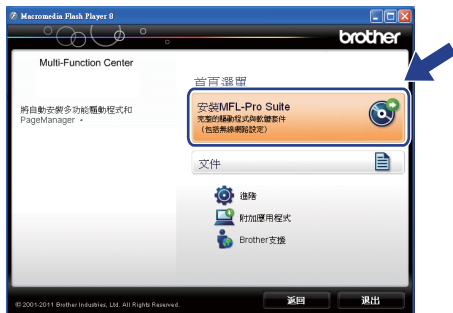 Macromedia Flash Player 8
brother
Multi-Function Center
首頁選單
將自動安裝多功能驅動程式和
PageManager。
安裝MFL-Pro Suite
完整的驅動程式與軟體套件
(包括無線網路設定)
文件
進階
附加應用程式
Brother支援
© 2001-2011 Brother Industries, Ltd. All Rights Reserved.
返回
退出